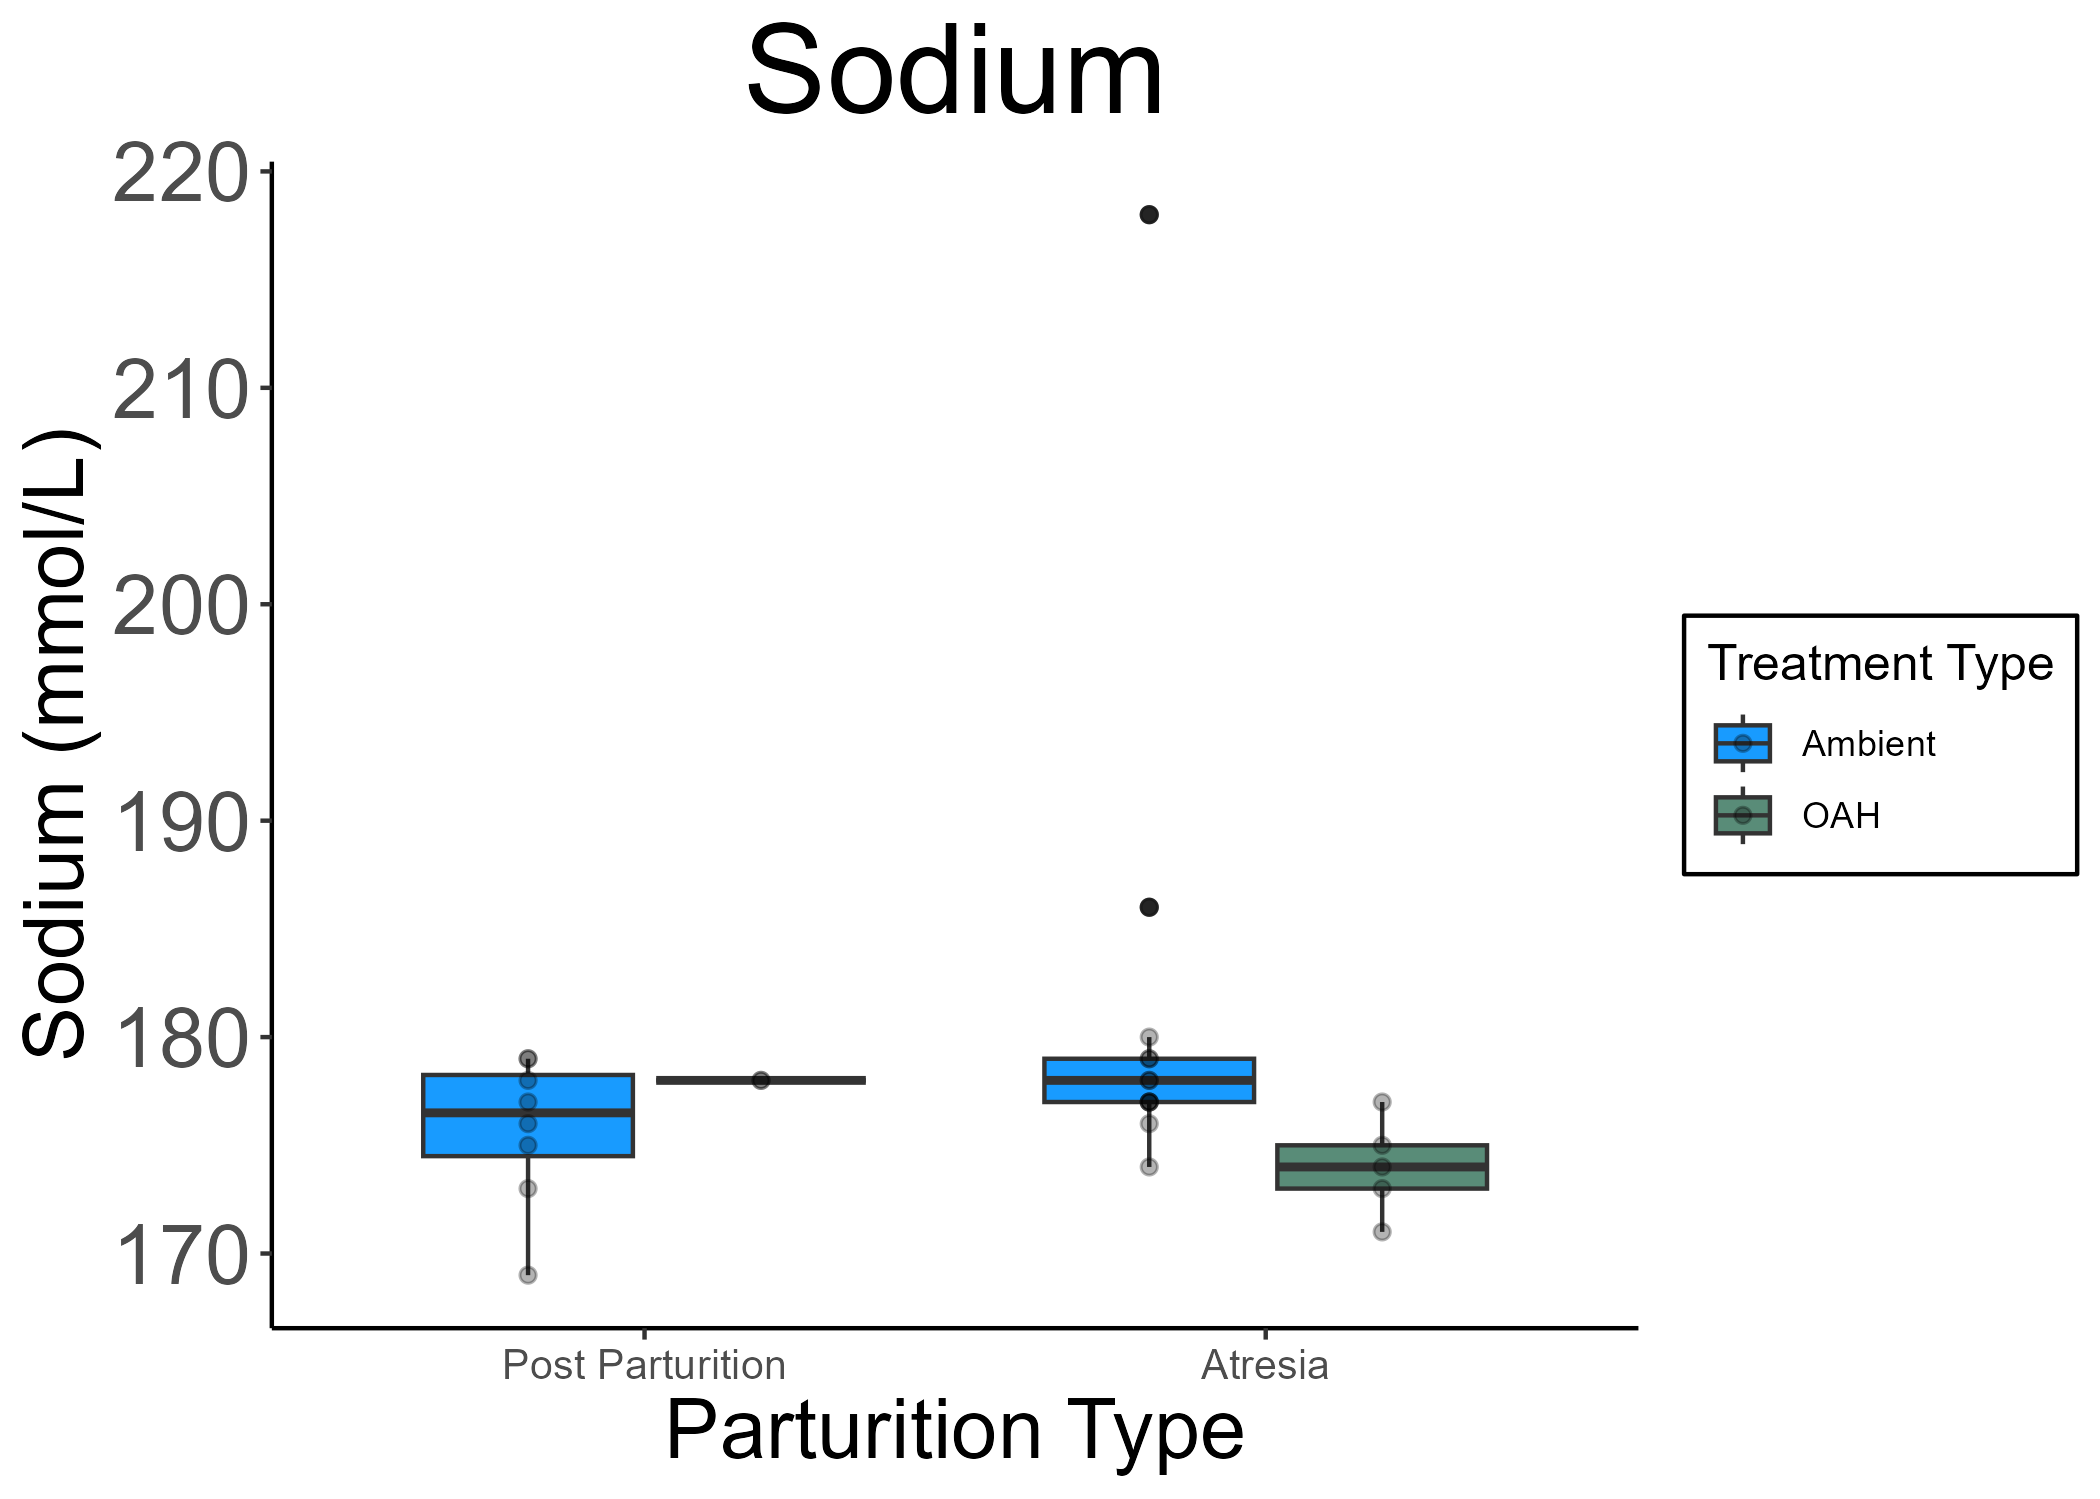 Sodium
220
210
200
190
180
170
Sodium (mmol/L)
Post Parturition
Atresia
Parturition Type
Treatment Type
Ambient
OAH